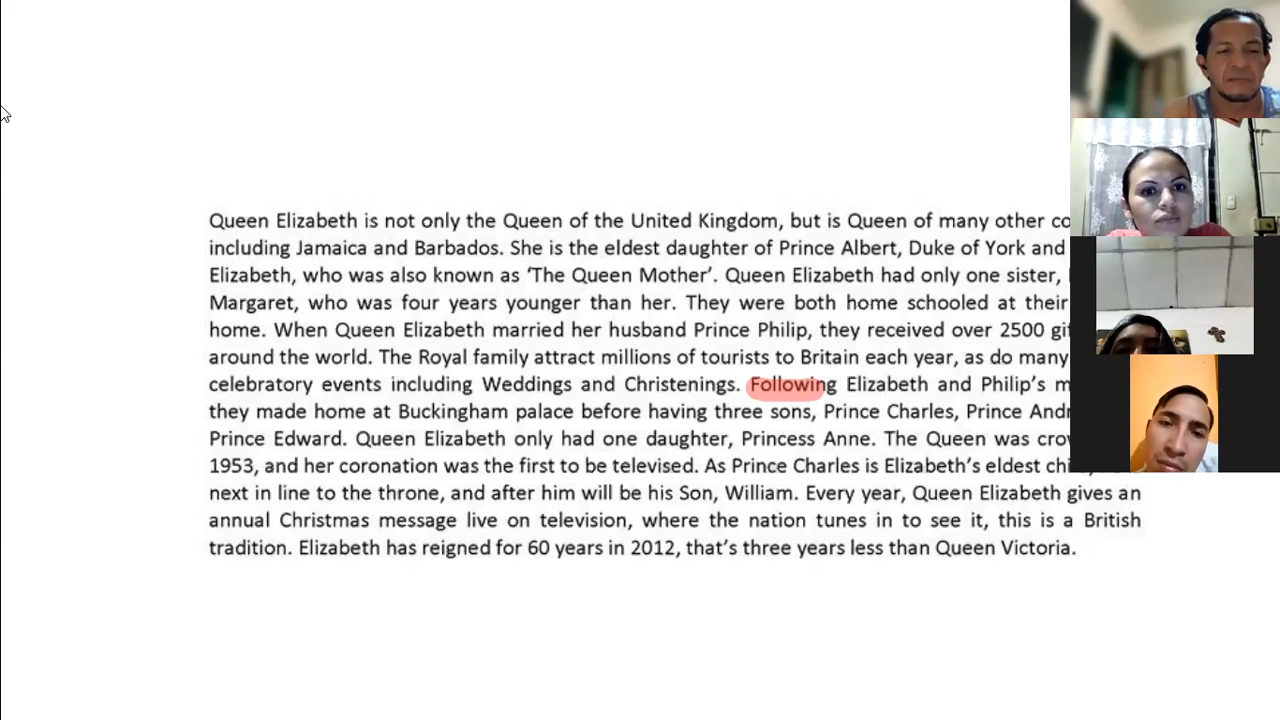 Queen Elizabeth is not only the Queen of the United Kingdom, but is Queen of many other
including Jamaica and Barbados. She is the eldest daughter of Prince Albert, Duke of York and
Elizabeth, who was also known as ‘The Queen Mother’. Queen Elizabeth had only one sister,
Margaret, who was four years younger than her. They were both home schooled at their
home. When Queen Elizabeth married her husband Prince Philip, they received over 2500
around the world. The Royal family attract millions of tourists to Britain each year, as do many
celebratory events including Weddings and Christenings. Following Elizabeth and Philip’s
they made home at Buckingham palace before having three sons, Prince Charles, Prince
Prince Edward. Queen Elizabeth only had one daughter, Princess Anne. The Queen was
1953, and her coronation was the first to be televised. As Prince Charles is Elizabeth’s eldest
next in line to the throne, and after him will be his Son, William. Every year, Queen Elizabeth gives an
annual Christmas message live on television, where the nation tunes in to see it, this is a British
tradition. Elizabeth has reigned for 60 years in 2012, that’s three years less than Queen Victoria.